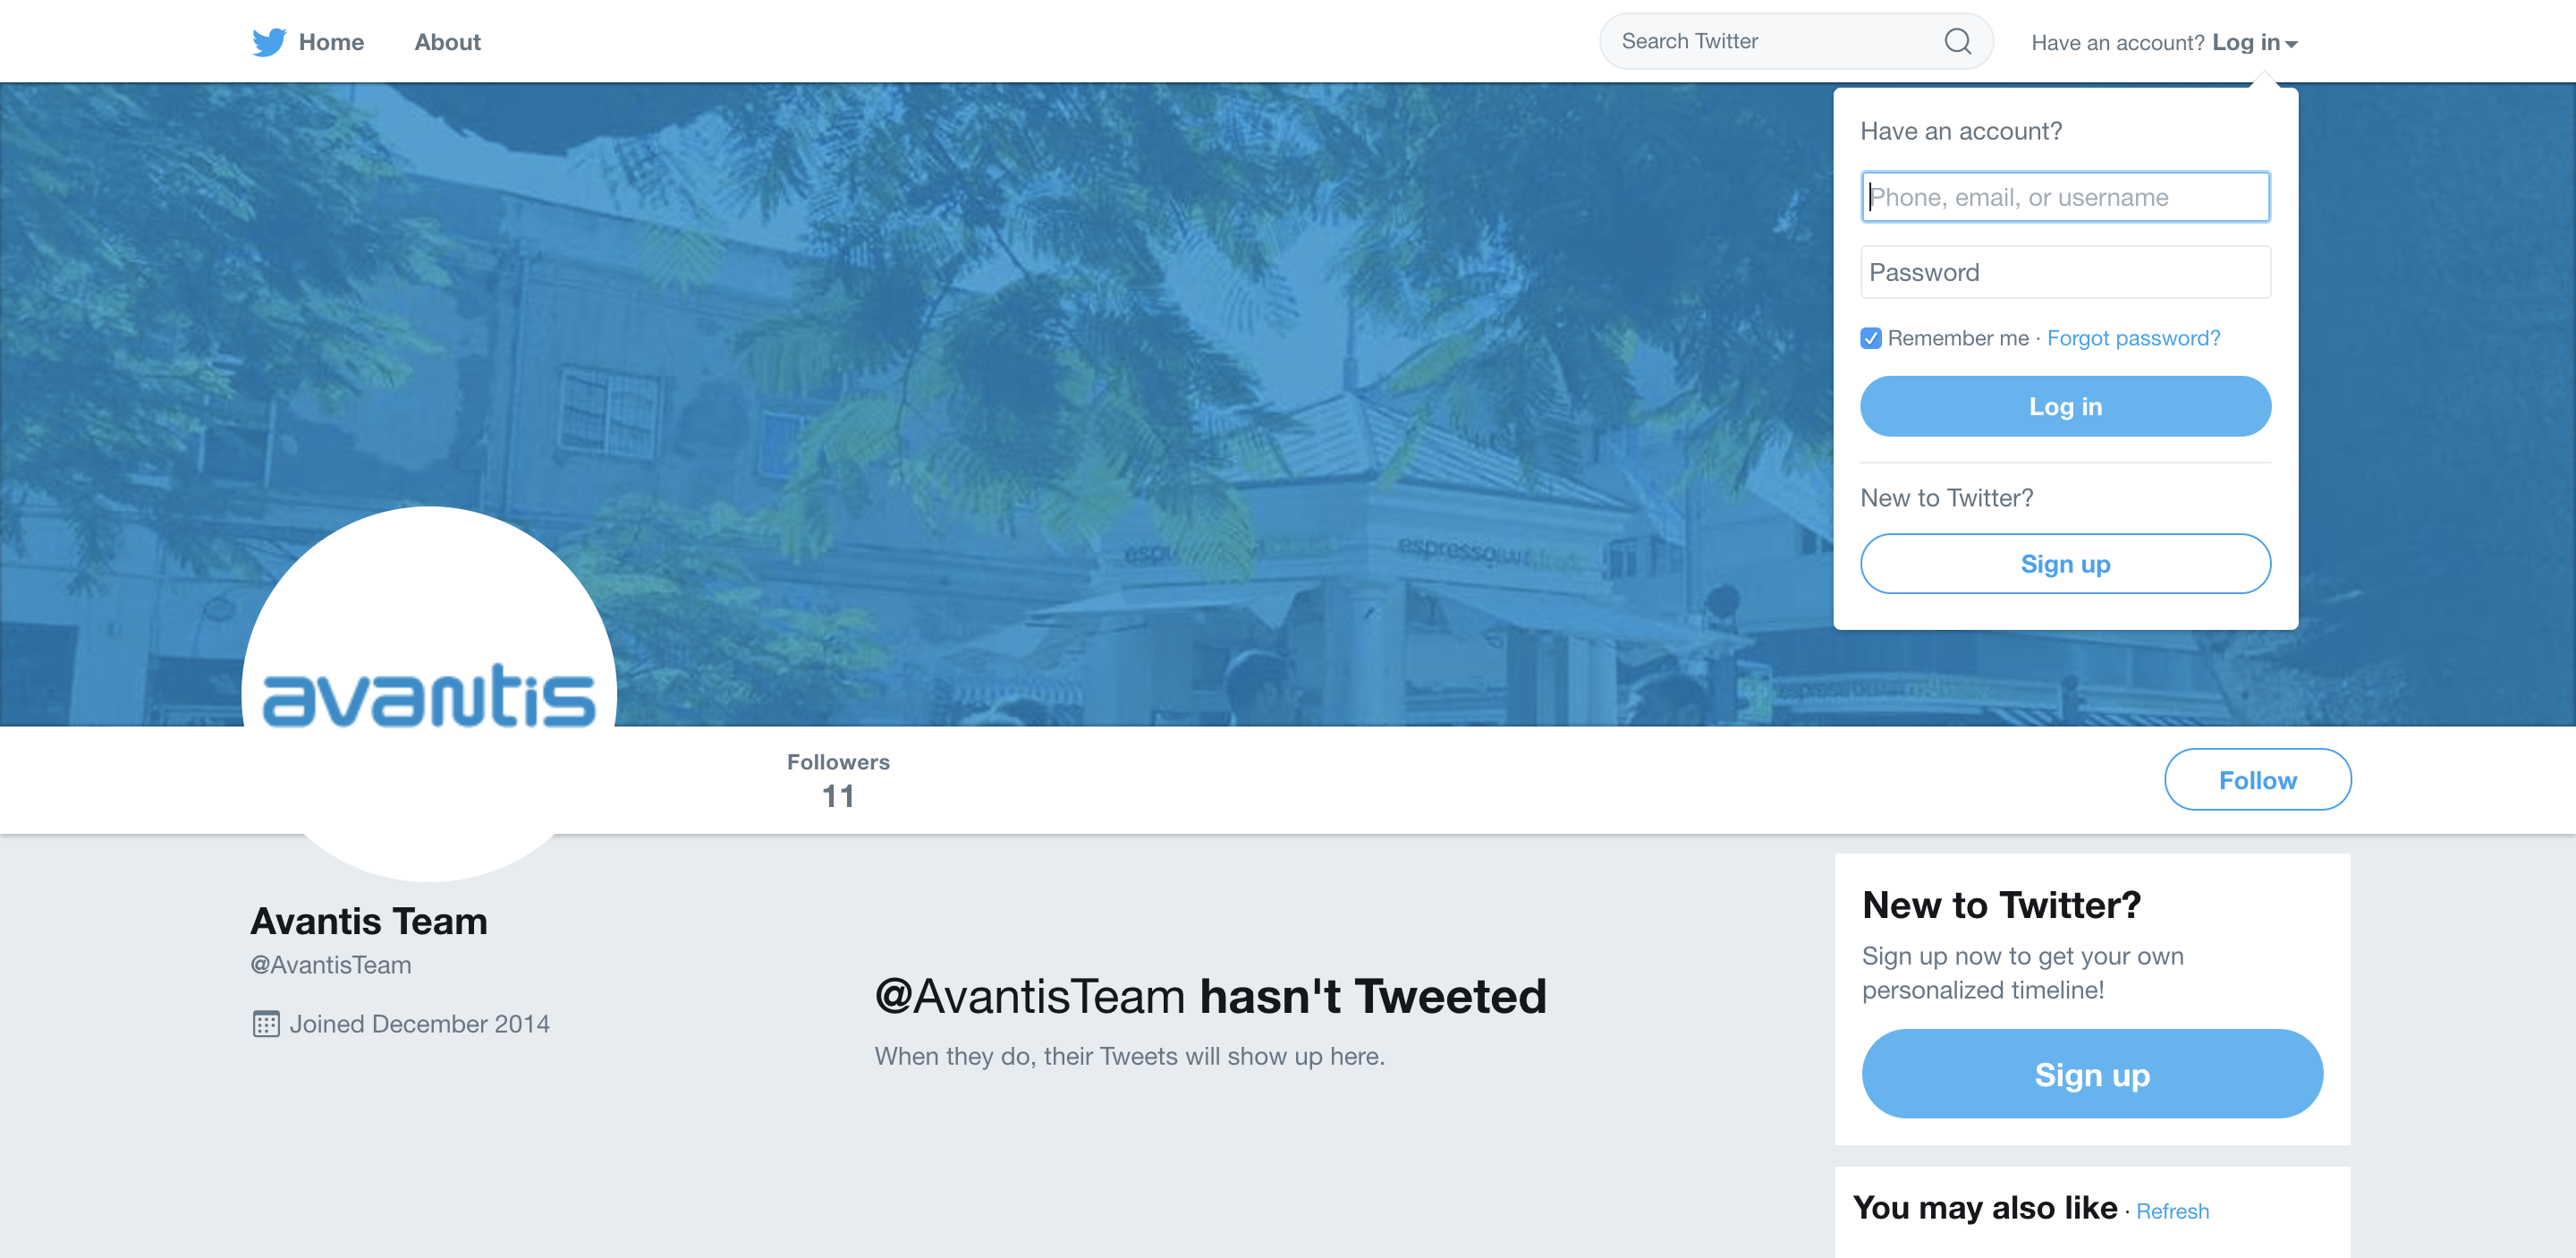 Home
About
Search Twitter
Have an account? Log in
Have an account?
Phone, email, or username
Password
Remember me · Forgot password?
Log in
New to Twitter?
Sign up
espressolab
avantis
Followers
11
Follow
Avantis Team
@AvantisTeam
Joined December 2014
@AvantisTeam hasn't Tweeted
When they do, their Tweets will show up here.
New to Twitter?
Sign up now to get your own
personalized timeline!
Sign up
You may also like · Refresh